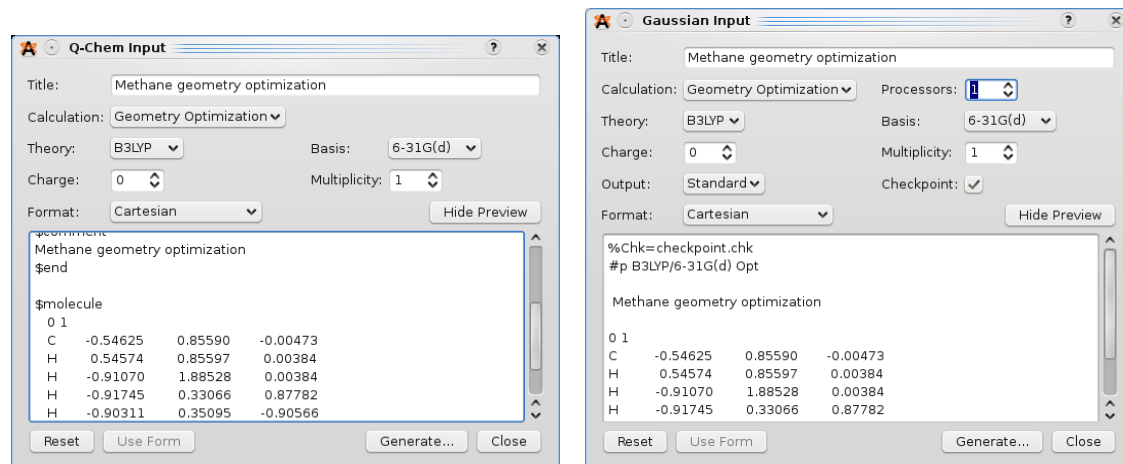 Q-Chem Input
Title: Methane geometry optimization
Calculation: Geometry Optimization
Theory: B3LYP Basis: 6-31G(d)
Charge: 0 Multiplicity: 1
Format: Cartesian Hide Preview
$comment
Methane geometry optimization
$end
$molecule
0 1
C -0.54625 0.85590 -0.00473
H 0.54574 0.85597 0.00384
H -0.91070 1.88528 0.00384
H -0.91745 0.33066 0.87782
H -0.90311 0.35095 -0.90566
Reset Use Form Generate... Close
Gaussian Input ?
Title: Methane geometry optimization
Calculation: Geometry Optimization Processors: 1
Theory: B3LYP Basis: 6-31G(d)
Charge: 0 Multiplicity: 1
Output: Standard Checkpoint:
Format: Cartesian Hide Preview
%Chk=checkpoint.chk
#p B3LYP/6-31G(d) Opt
Methane geometry optimization
0 1
C -0.54625 0.85590 -0.00473
H 0.54574 0.85597 0.00384
H -0.91070 1.88528 0.00384
H -0.91745 0.33066 0.87782
Reset Use Form Generate... Close